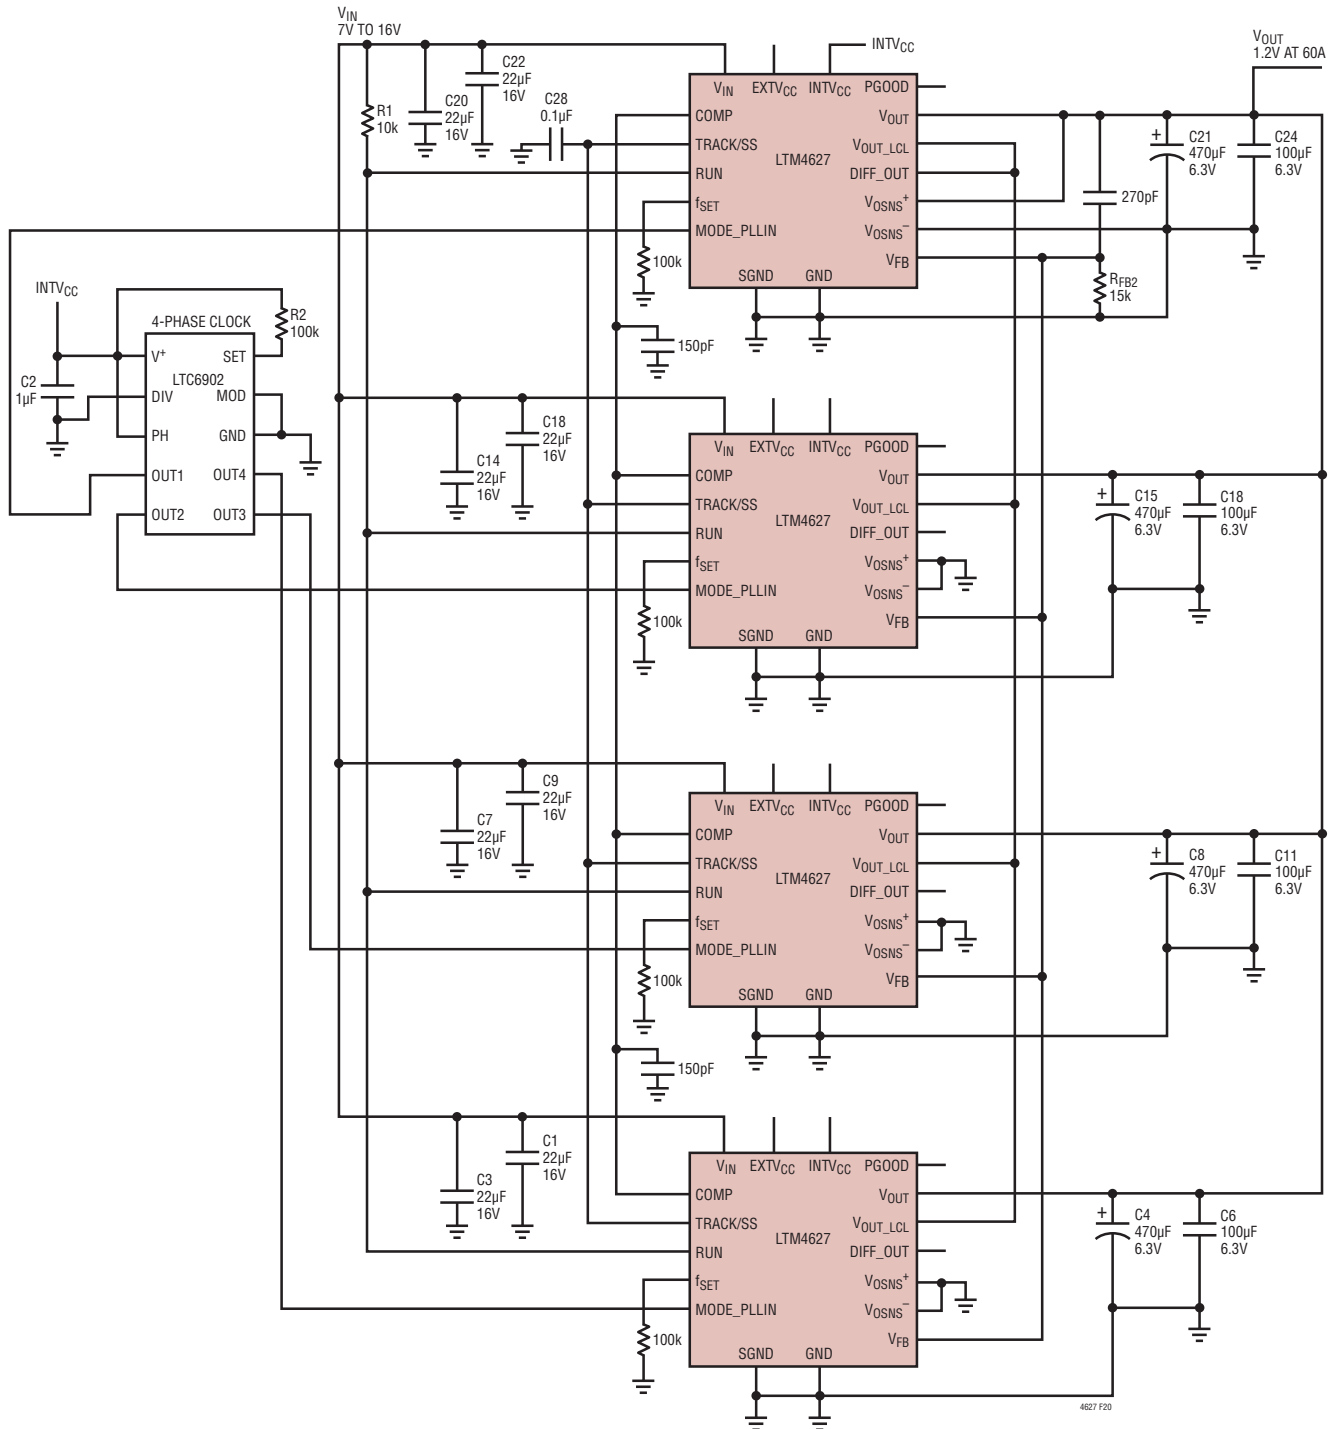 VIN
7V TO 16V
INTVCC
VOUT
1.2V AT 60A
R1
10k
C20
22µF
16V
C22
22µF
16V
C28
0.1µF
VIN
EXTVCC
INTVCC
PGOOD
COMP
TRACK/SS
RUN
fSET
MODE_PLLIN
SGND
GND
LTM4627
VOUT
VOUT_LCL
DIFF_OUT
VOSNS+
VOSNS–
VFB
C21
470µF
6.3V
C24
100µF
6.3V
270pF
RFB2
15k
100k
150pF
INTVCC
C2
1µF
4-PHASE CLOCK
LTC6902
V+
DIV
PH
OUT1
OUT2
SET
MOD
GND
OUT4
OUT3
R2
100k
C14
22µF
16V
C18
22µF
16V
VIN
EXTVCC
INTVCC
PGOOD
COMP
TRACK/SS
RUN
fSET
MODE_PLLIN
SGND
GND
LTM4627
VOUT
VOUT_LCL
DIFF_OUT
VOSNS+
VOSNS–
VFB
C15
470µF
6.3V
C18
100µF
6.3V
100k
C7
22µF
16V
C9
22µF
16V
VIN
EXTVCC
INTVCC
PGOOD
COMP
TRACK/SS
RUN
fSET
MODE_PLLIN
SGND
GND
LTM4627
VOUT
VOUT_LCL
DIFF_OUT
VOSNS+
VOSNS–
VFB
C8
470µF
6.3V
C11
100µF
6.3V
100k
150pF
C3
22µF
16V
C1
22µF
16V
VIN
EXTVCC
INTVCC
PGOOD
COMP
TRACK/SS
RUN
fSET
MODE_PLLIN
SGND
GND
LTM4627
VOUT
VOUT_LCL
DIFF_OUT
VOSNS+
VOSNS–
VFB
C4
470µF
6.3V
C6
100µF
6.3V
100k
4627 F20